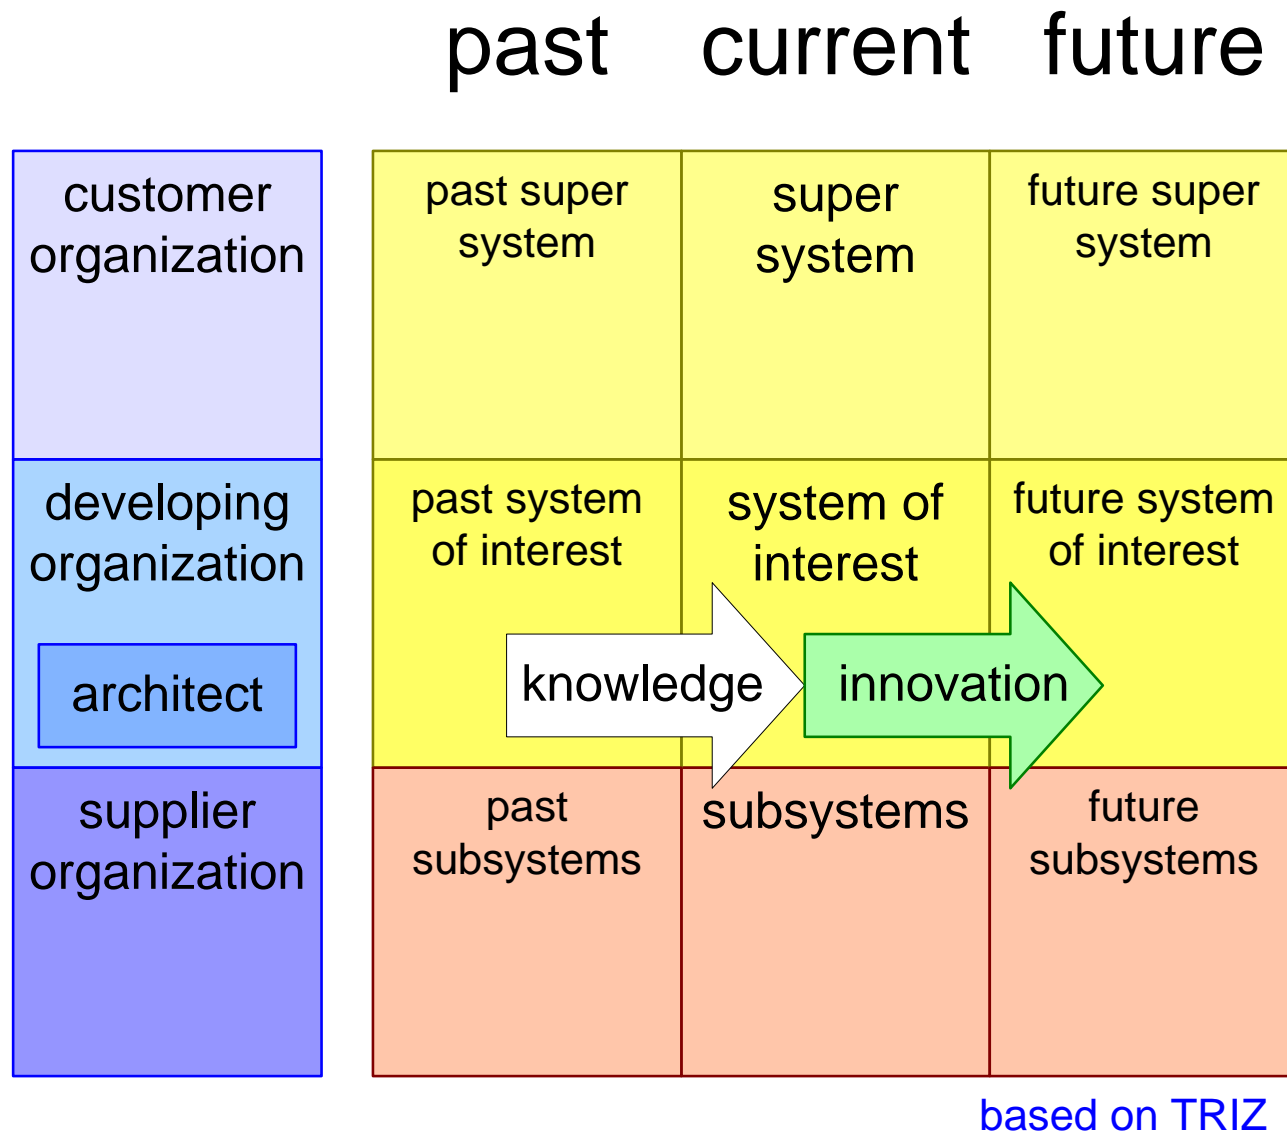 past current future
customer
organization
past super
system
super
system
future super
system
developing
organization
architect
past system
of interest
system of
interest
future system
of interest
knowledge
innovation
supplier
organization
past
subsystems
subsystems
future
subsystems
based on TRIZ